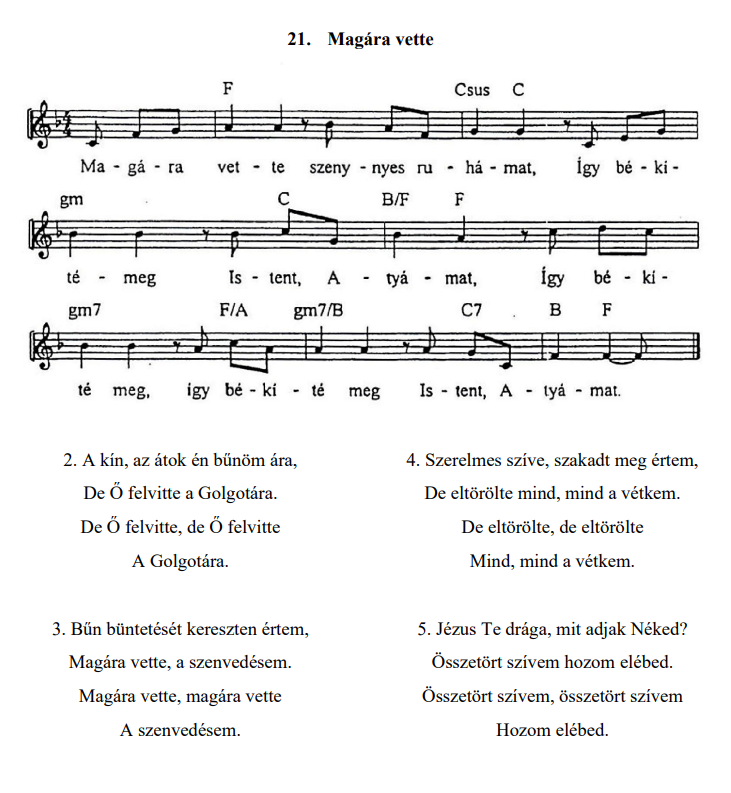 21. Magára vette
F Csus C
Ma - gá - ra vet - te szeny - nyes ru - há - mat, Így bé - ki -
gm C B/F F
té - meg Is - tent, A - tyá - mat, Így bé - ki -
gm7 F/A gm7/B C7 B F
té meg, így bé - ki - té meg Is - tent, A - tyá - mat.
2. A kín, az átok én bűnöm ára,
De Ő felvitte a Golgotára.
De Ő felvitte, de Ő felvitte
A Golgotára.
3. Bűn büntetését kereszten értem,
Magára vette, a szenvedésem.
Magára vette, magára vette
A szenvedésem.
4. Szerelmes szíve, szakadt meg értem,
De eltörölte mind, mind a vétkem.
De eltörölte, de eltörölte
Mind, mind a vétkem.
5. Jézus Te drága, mit adjak Néked?
Összetört szívem hozom elébed.
Összetört szívem, összetört szívem
Hozom elébed.